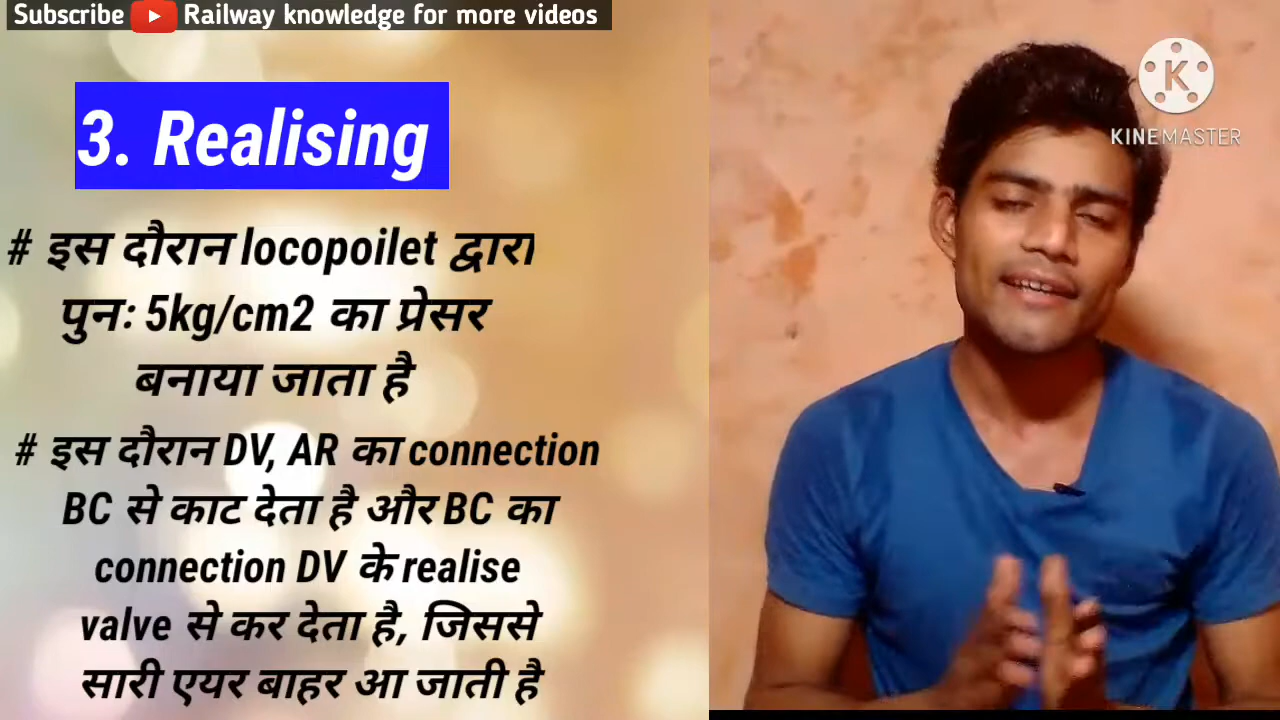 Subscribe Railway knowledge for more videos
3. Realising
# इस दौरान locopoilet द्वारा
पुनः 5kg/cm2 का प्रेसर
बनाया जाता है
# इस दौरान DV, AR का connection
BC से काट देता है और BC का
connection DV के realise
valve से कर देता है, जिससे
सारी एयर बाहर आ जाती है
K
KINEMASTER